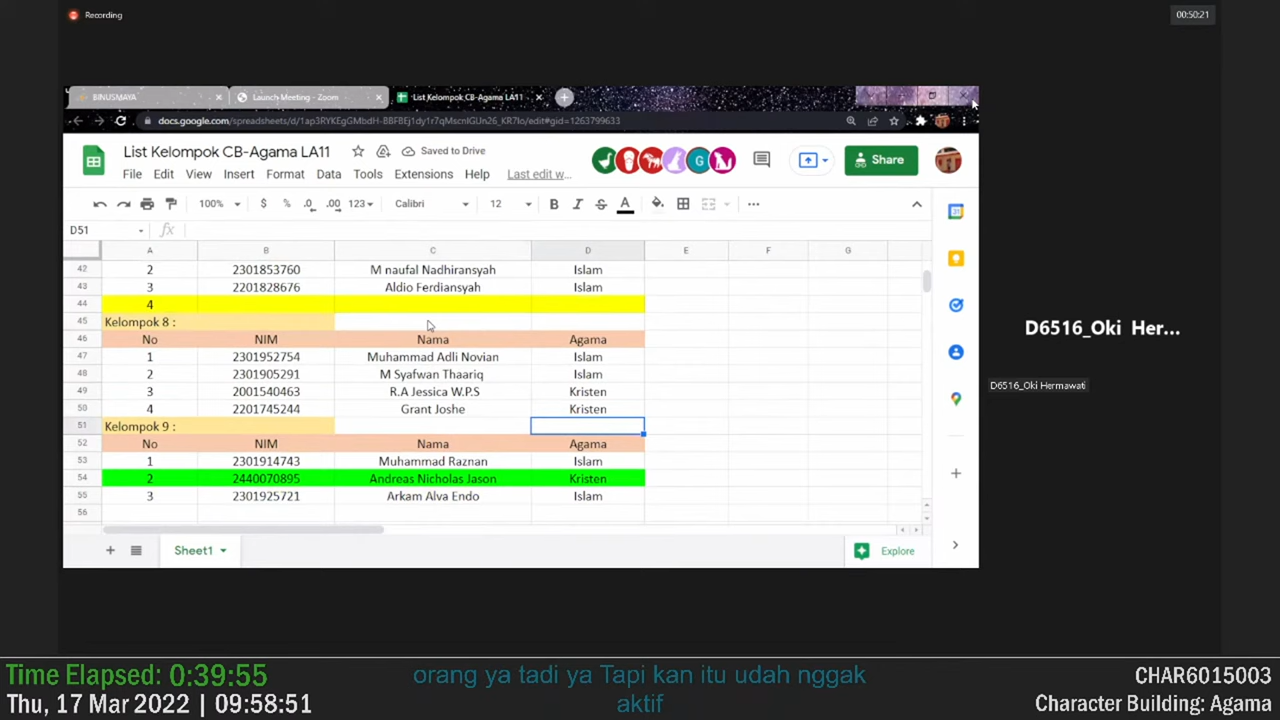 Recording
00:50:21
BINUSMAYA
Launch Meeting - Zoom
List Kelompok CB-Agama LA11
List Kelompok CB-Agama LA11
Saved to Drive
G
Share
File Edit View Insert Format Data Tools Extensions Help Last edit w...
100% $ % .0 .00 123 Calibri 12 B I S A
D51 fx
A B C D E F G
42 2 2301853760 M naufal Nadhiransyah Islam
43 3 2201828676 Aldio Ferdiansyah Islam
44 4
45 Kelompok 8 :
46 No NIM Nama Agama
47 1 2301952754 Muhammad Adli Novian Islam
48 2 2301905291 M Syafwan Thaariq Islam
49 3 2001540463 R.A Jessica W.P.S Kristen
50 4 2201745244 Grant Joshe Kristen
51 Kelompok 9 :
52 No NIM Nama Agama
53 1 2301914743 Muhammad Raznan Islam
54 2 2440070895 Andreas Nicholas Jason Kristen
55 3 2301925721 Arkam Alva Endo Islam
56
Sheet1
Explore
D6516_Oki Her...
D6516_Oki Hermawati
Time Elapsed: 0:39:55
Thu, 17 Mar 2022 | 09:58:51
orang ya tadi ya Tapi kan itu udah nggak
aktif
CHAR6015003
Character Building: Agama